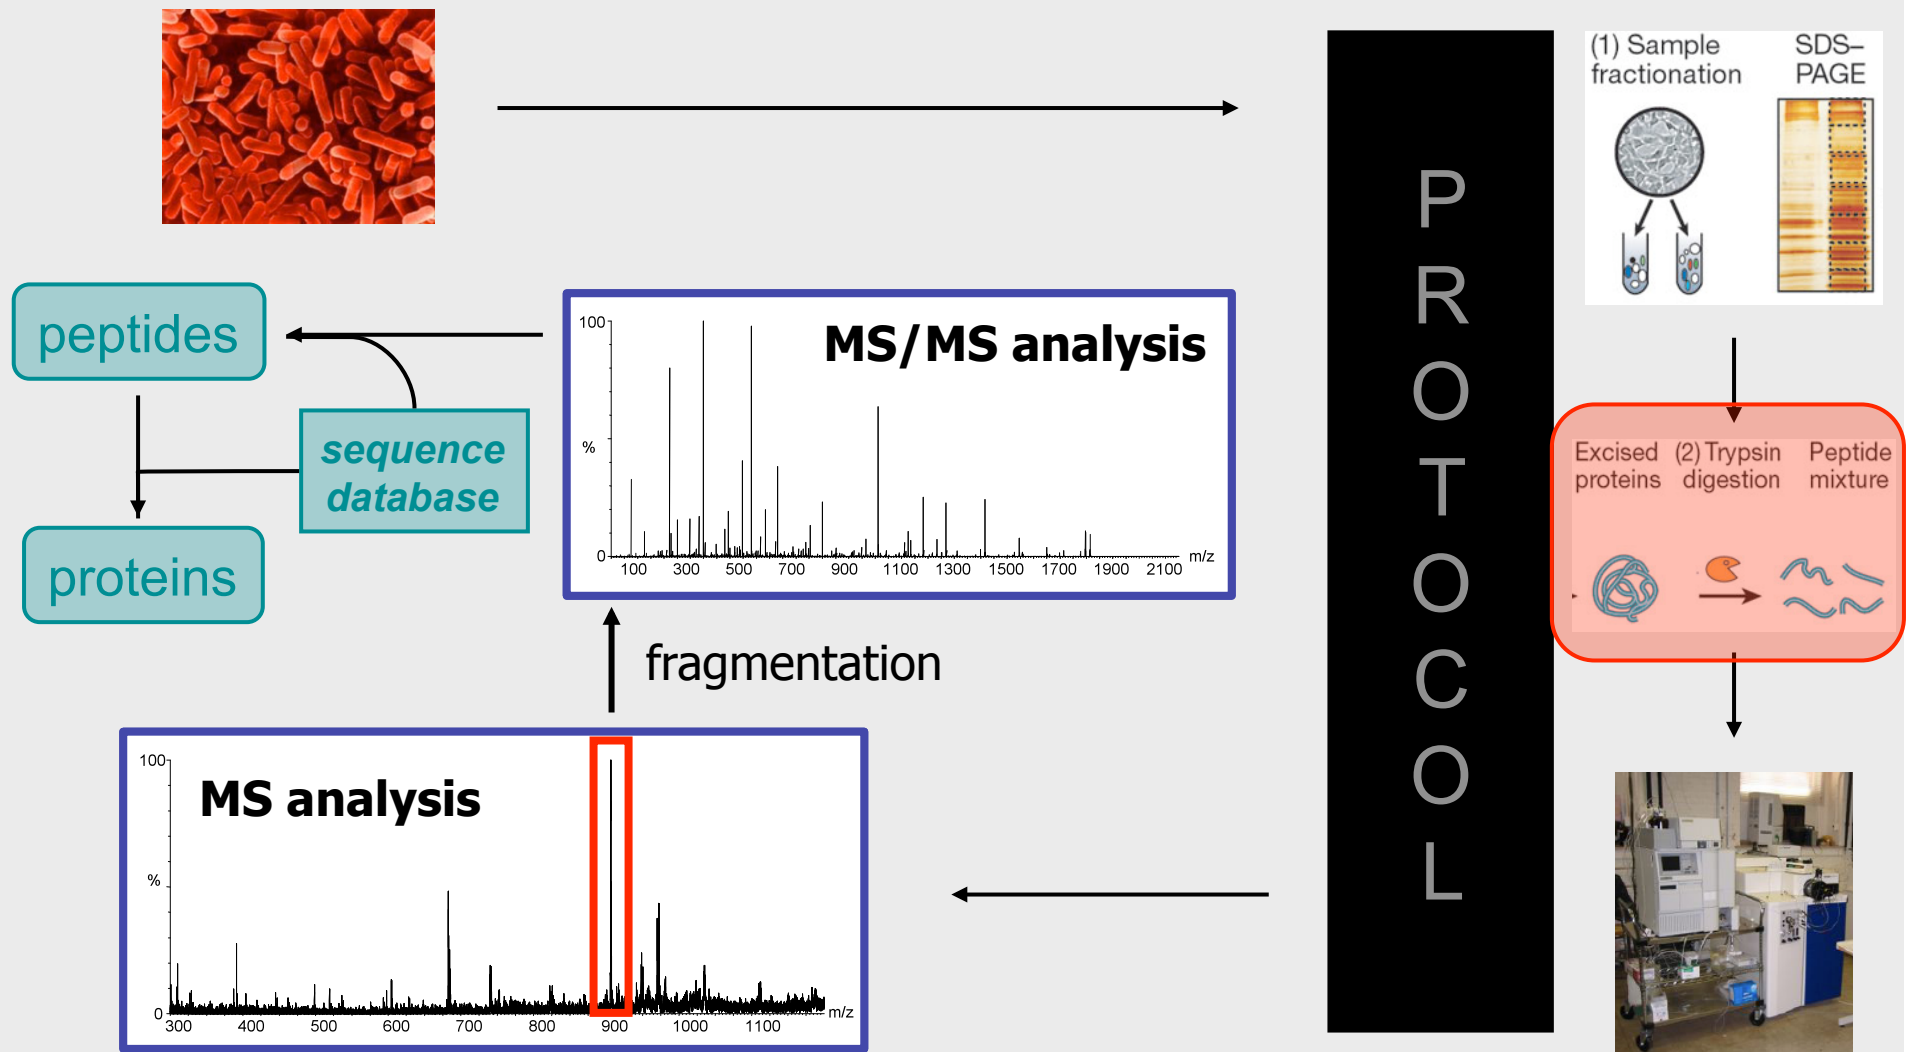 (1) Sample
fractionation
SDS–
PAGE
P
R
O
T
O
C
O
L
peptides
sequence
database
proteins
MS/MS analysis
100
%
0
100 300 500 700 900 1100 1300 1500 1700 1900 2100
m/z
Excised
proteins
(2) Trypsin
digestion
Peptide
mixture
fragmentation
MS analysis
100
%
0
300 400 500 600 700 800 900 1000 1100
m/z